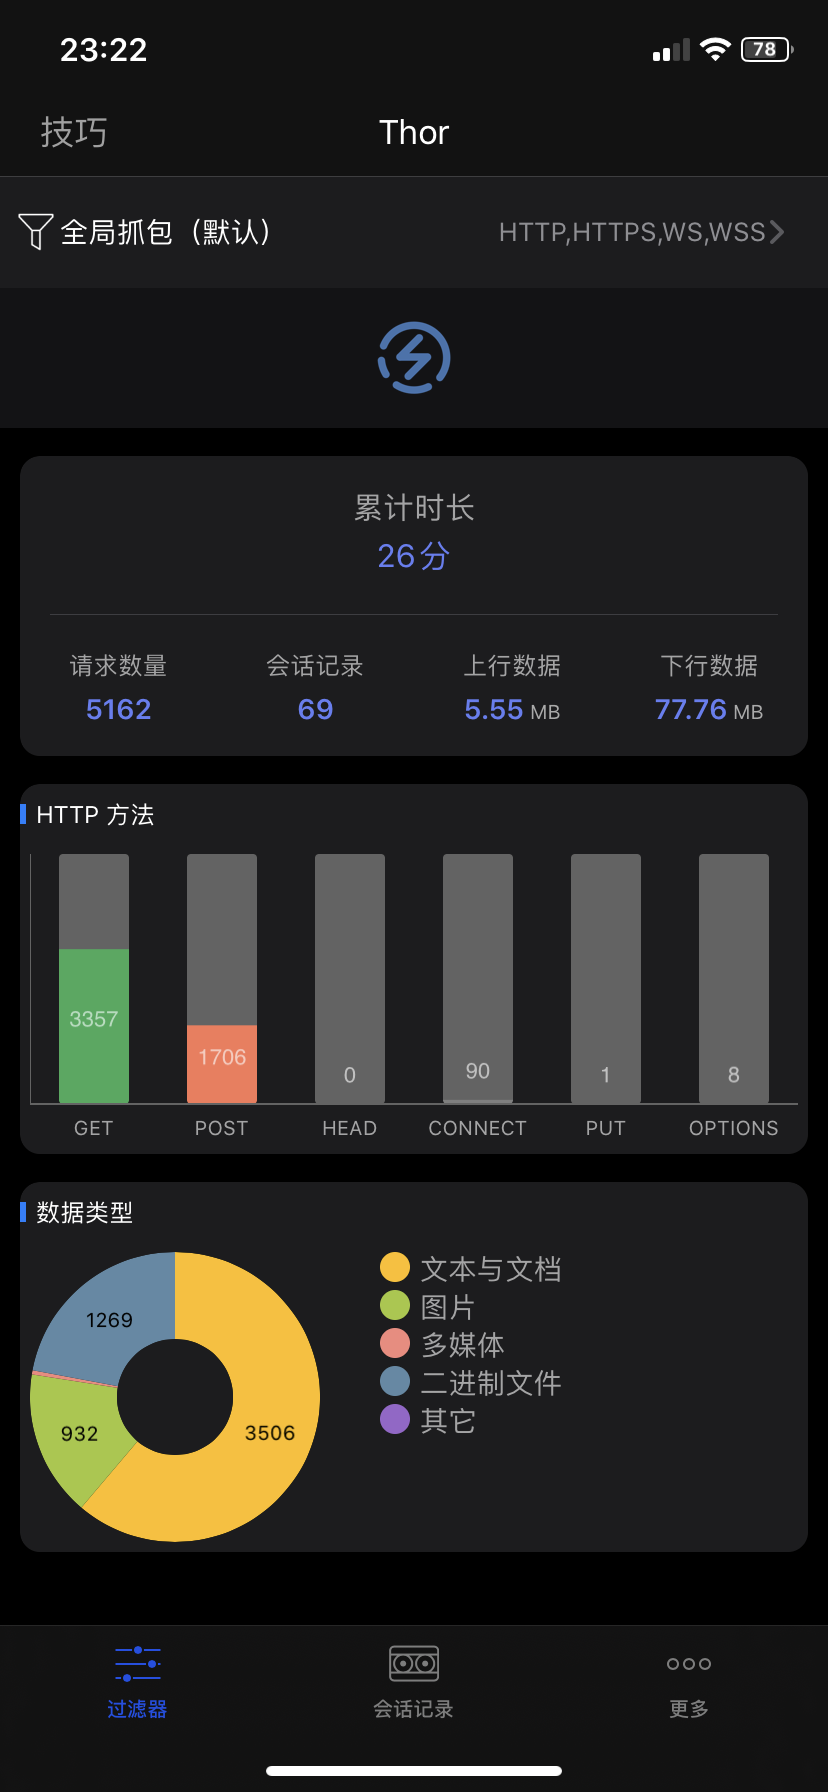 23:22
78
技巧
Thor
全局抓包（默认）
HTTP,HTTPS,WS,WSS
累计时长
26分
请求数量 会话记录 上行数据 下行数据
5162 69 5.55 MB 77.76 MB
HTTP 方法
3357 1706 0 90 1 8
GET POST HEAD CONNECT PUT OPTIONS
数据类型
1269
932
3506
文本与文档
图片
多媒体
二进制文件
其它
过滤器 会话记录 更多